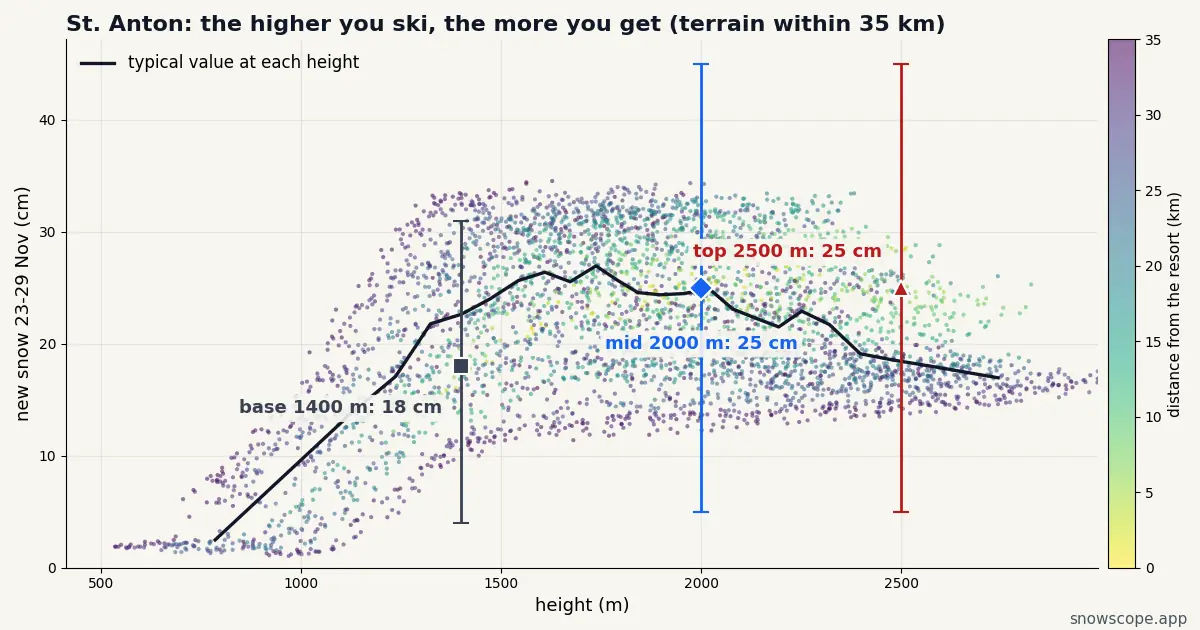 St. Anton: the higher you ski, the more you get (terrain within 35 km)
typical value at each height
new snow 23-29 Nov (cm)
40
30
20
10
0
top 2500 m: 25 cm
mid 2000 m: 25 cm
base 1400 m: 18 cm
500
1000
1500
2000
2500
height (m)
35
30
25
20
15
10
5
0
distance from the resort (km)
snowscope.app